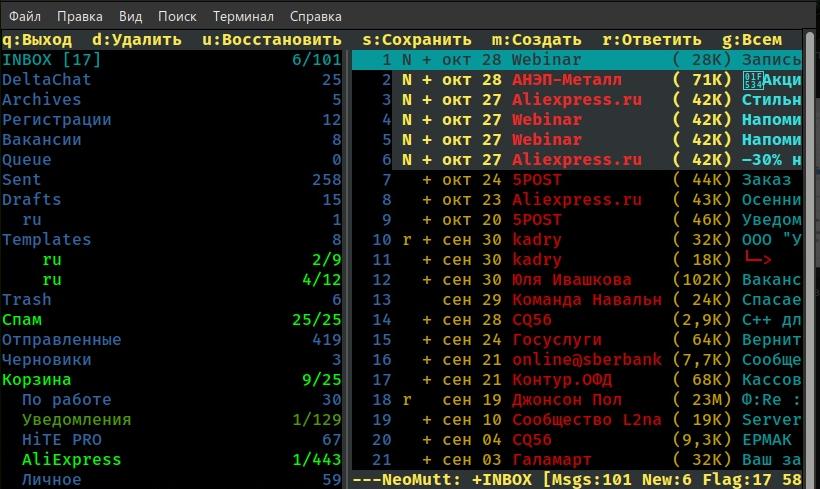 Файл Правка Вид Поиск Терминал Справка
q:Выход d:Удалить u:Восстановить s:Сохранить m:Создать r:Ответить g:Всем
INBOX [17] 6/101
DeltaChat 25
Archives 5
Регистрации 12
Вакансии 8
Queue 0
Sent 258
Drafts 15
ru 1
Templates 8
ru 2/9
ru 4/12
Trash 6
Спам 25/25
Отправленные 419
Черновики 3
Корзина 9/25
По работе 30
Уведомления 1/129
HiTE PRO 67
AliExpress 1/443
Личное 59
1 N + окт 28 Webinar ( 28K) Запись
2 N + окт 28 АНЭП-Металл ( 71K) 01F534Акци
3 N + окт 27 Aliexpress.ru ( 42K) Стильн
4 N + окт 27 Webinar ( 42K) Напоми
5 N + окт 27 Webinar ( 42K) Напоми
6 N + окт 27 Aliexpress.ru ( 42K) −30% н
7 + окт 24 5POST ( 44K) Заказ
8 + окт 23 Aliexpress.ru ( 43K) Осенни
9 + окт 20 5POST ( 46K) Уведом
10 r + сен 30 kadry ( 32K) ООО "У
11 + сен 30 kadry ( 18K) └─>
12 + сен 30 Юля Ивашкова (102K) Ваканс
13 сен 29 Команда Навальн ( 24K) Спасае
14 + сен 28 CQ56 (2,9K) C++ дл
15 + сен 24 Госуслуги ( 64K) Вернит
16 + сен 21 online@sberbank (7,7K) Сообще
17 + сен 21 Контур.ОФД ( 68K) Кассов
18 r сен 19 Джонсон Пол ( 23M) Ф:Re :
19 + сен 10 Сообщество L2na ( 19K) Server
20 + сен 04 CQ56 (9,3K) ЕРМАК
21 + сен 03 Галамарт ( 32K) Ваш за
---NeoMutt: +INBOX [Msgs:101 New:6 Flag:17 58